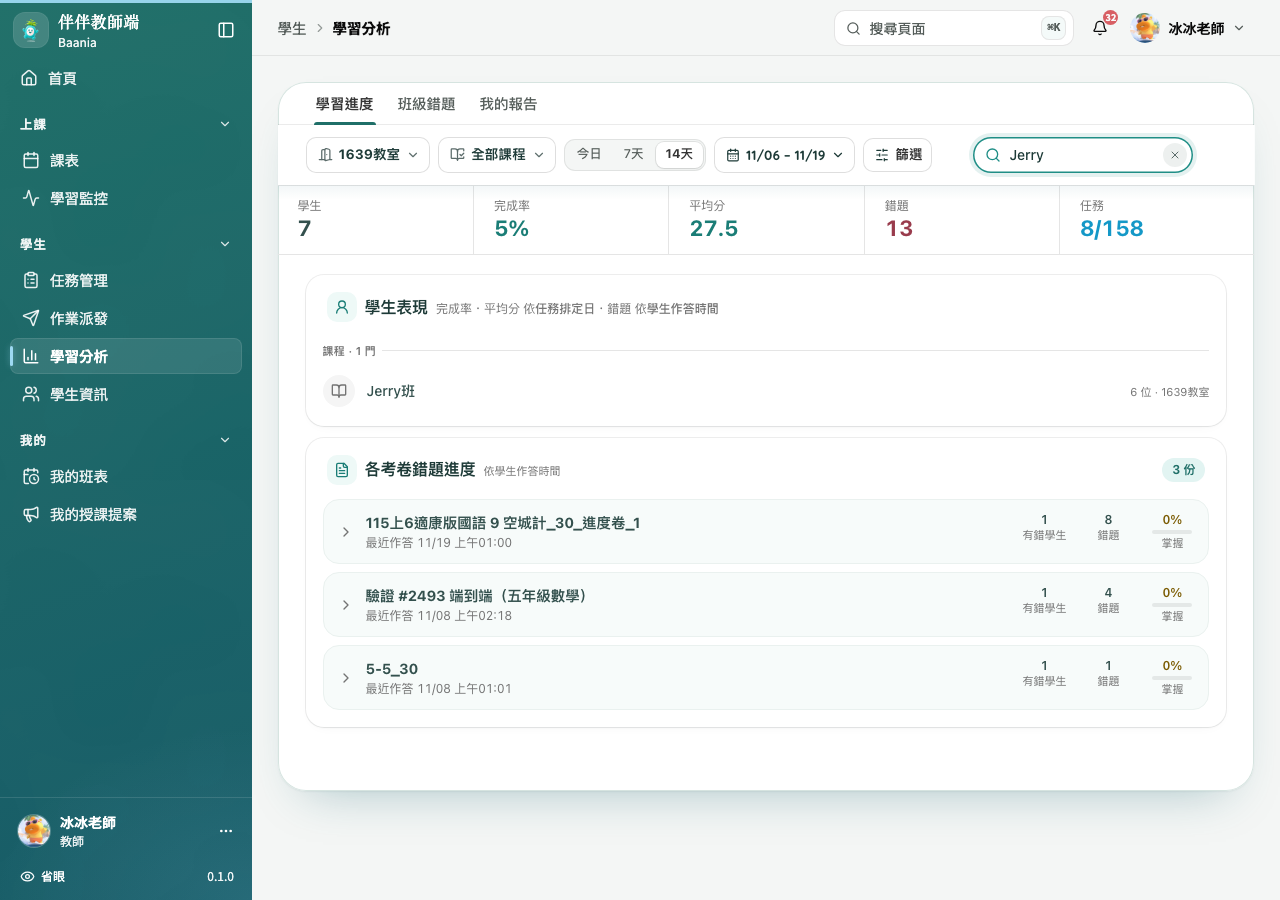 伴伴教師端
Baania
首頁
上課
課表
學習監控
學生
任務管理
作業派發
學習分析
學生資訊
我的
我的班表
我的授課提案
冰冰老師
教師
省眼
0.1.0
學生
學習分析
搜尋頁面
⌘K
32
冰冰老師
學習進度
班級錯題
我的報告
1639教室
全部課程
今日
7天
14天
11/06 – 11/19
篩選
Jerry
學生
7
完成率
5%
平均分
27.5
錯題
13
任務
8/158
學生表現 完成率 · 平均分 依任務排定日 · 錯題 依學生作答時間
課程 · 1 門
Jerry班
6 位 · 1639教室
各考卷錯題進度 依學生作答時間
3 份
115上6適康版國語 9 空城計_30_進度卷_1
最近作答 11/19 上午01:00
1
有錯學生
8
錯題
0%
掌握
驗證 #2493 端到端（五年級數學）
最近作答 11/08 上午02:18
1
有錯學生
4
錯題
0%
掌握
5-5_30
最近作答 11/08 上午01:01
1
有錯學生
1
錯題
0%
掌握